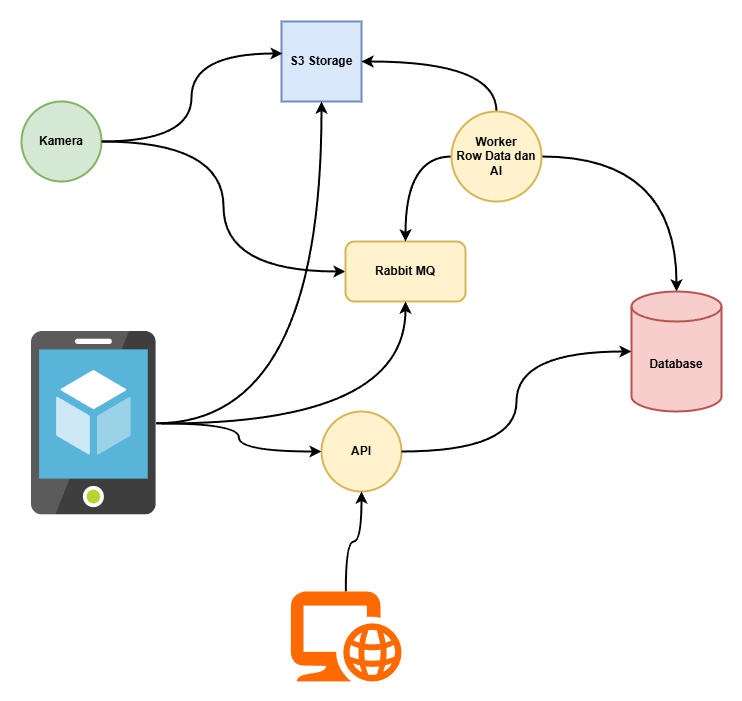 S3 Storage
Kamera
Worker
Row Data dan
AI
Rabbit MQ
Database
API